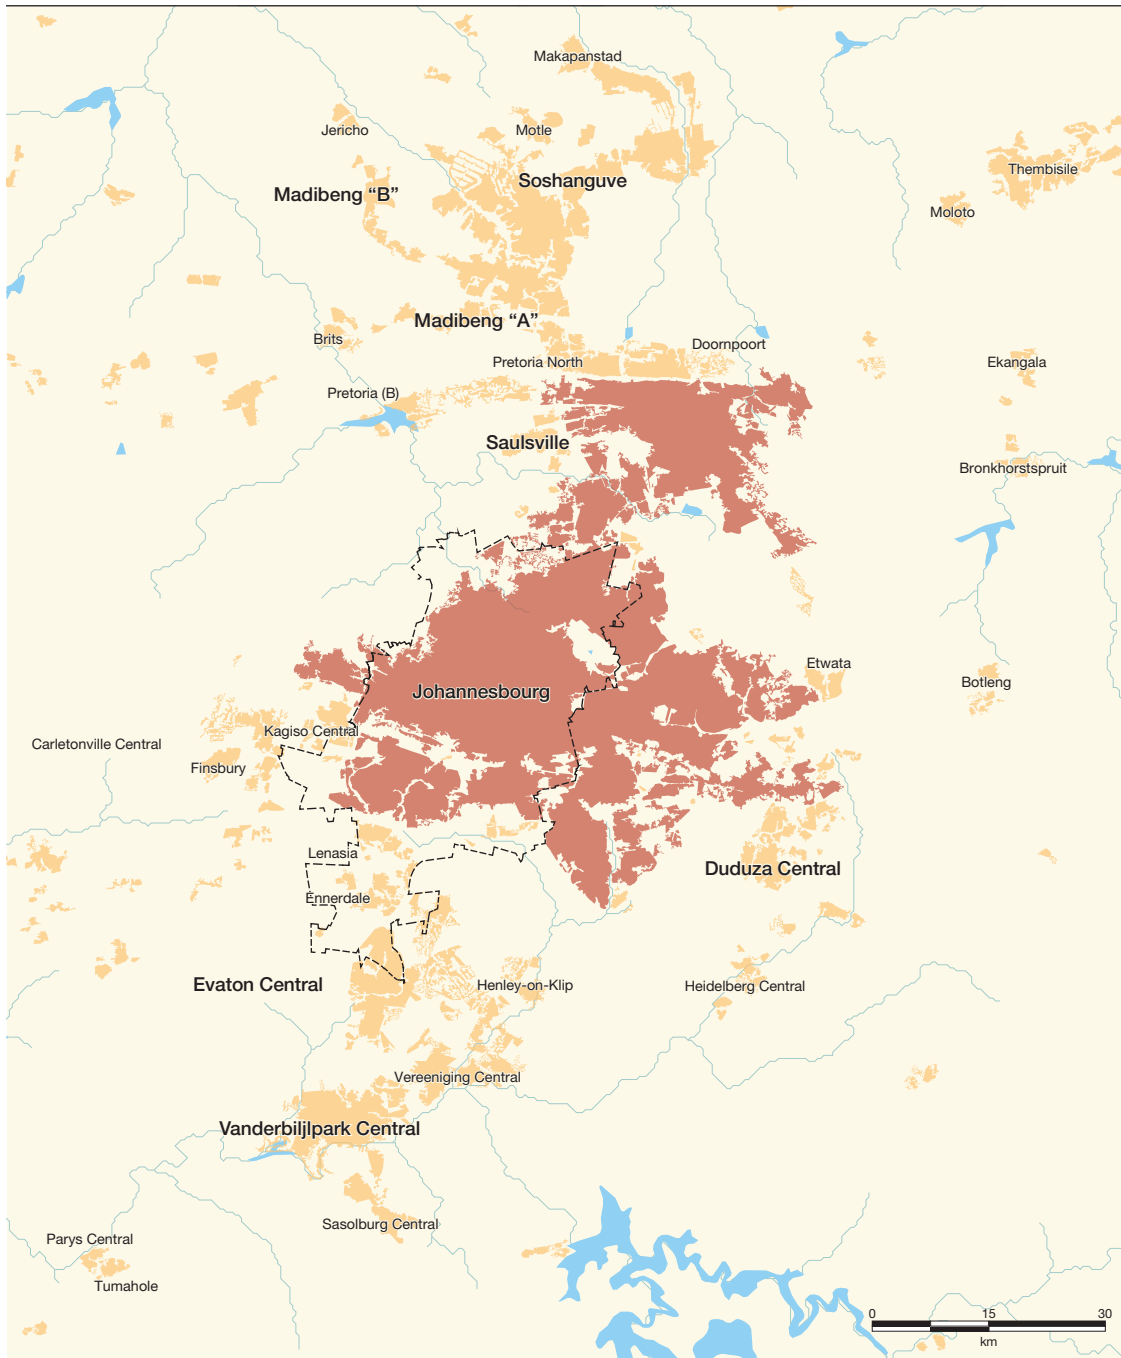 Makapanstad
Jericho
Motle
Thembisile
Soshanguve
Madibeng "B"
Moloto
Madibeng "A"
Brits
Doornpoort
Pretoria North
Ekangala
Pretoria (B)
Saulsville
Bronkhorstspruit
Etwata
Botleng
Johannesbourg
Kagiso Central
Carletonville Central
Finsbury
Lenasia
Duduza Central
Ennerdale
Evaton Central
Henley-on-Klip
Heidelberg Central
Vereeniging Central
Vanderbiljlpark Central
Sasolburg Central
Parys Central
Tumahole
0 15 30
km